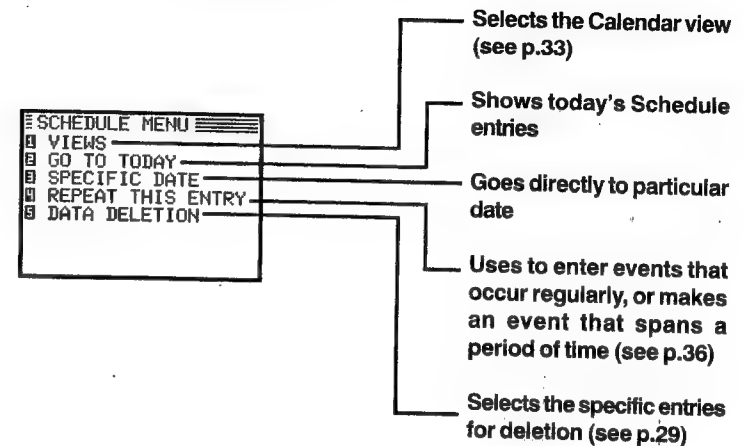 SCHEDULE MENU
1 VIEWS
2 GO TO TODAY
3 SPECIFIC DATE
4 REPEAT THIS ENTRY
5 DATA DELETION
Selects the Calendar view
(see p.33)
Shows today's Schedule
entries
Goes directly to particular
date
Uses to enter events that
occur regularly, or makes
an event that spans a
period of time (see p.36)
Selects the specific entries
for deletion (see p.29)